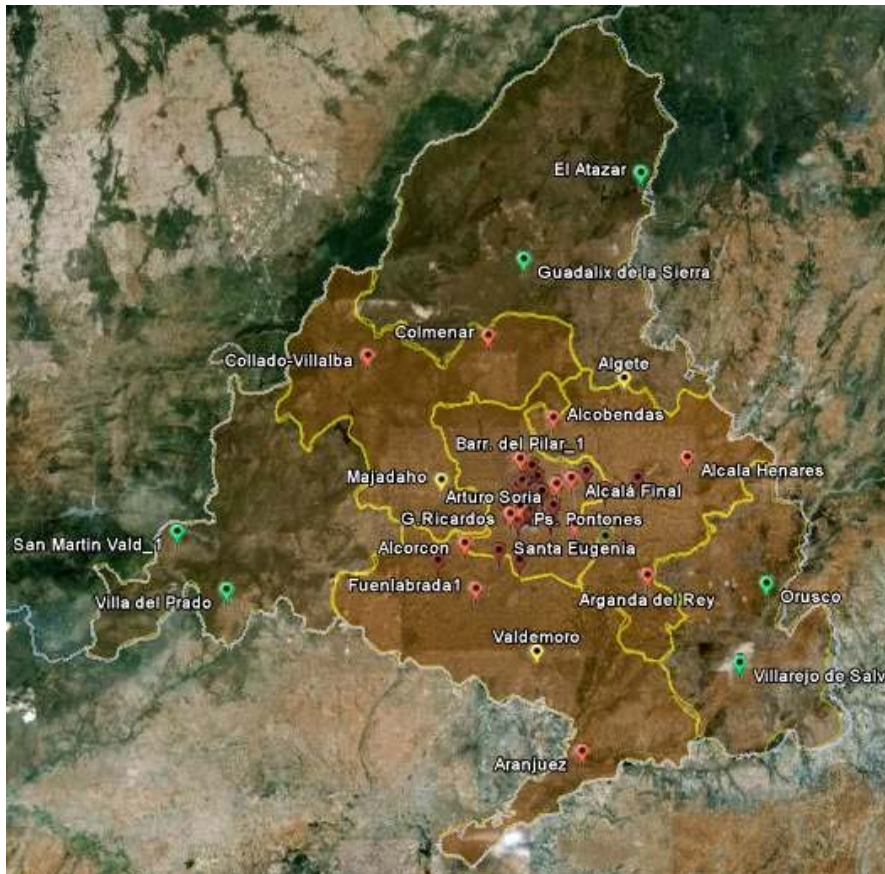 El Atazar
Guadalix de la Sierra
Colmenar
Collado-Villalba
Algete
Alcobendas
Barr. del Pilar_1
Alcala Henares
Majadaho
Arturo Soria
Alcalá Final
G.Ricardos
Ps. Pontones
San Martin Vald_1
Alcorcon
Santa Eugenia
Fuenlabrada1
Villa del Prado
Arganda del Rey
Orusco
Valdemoro
Villarejo de Salv
Aranjuez